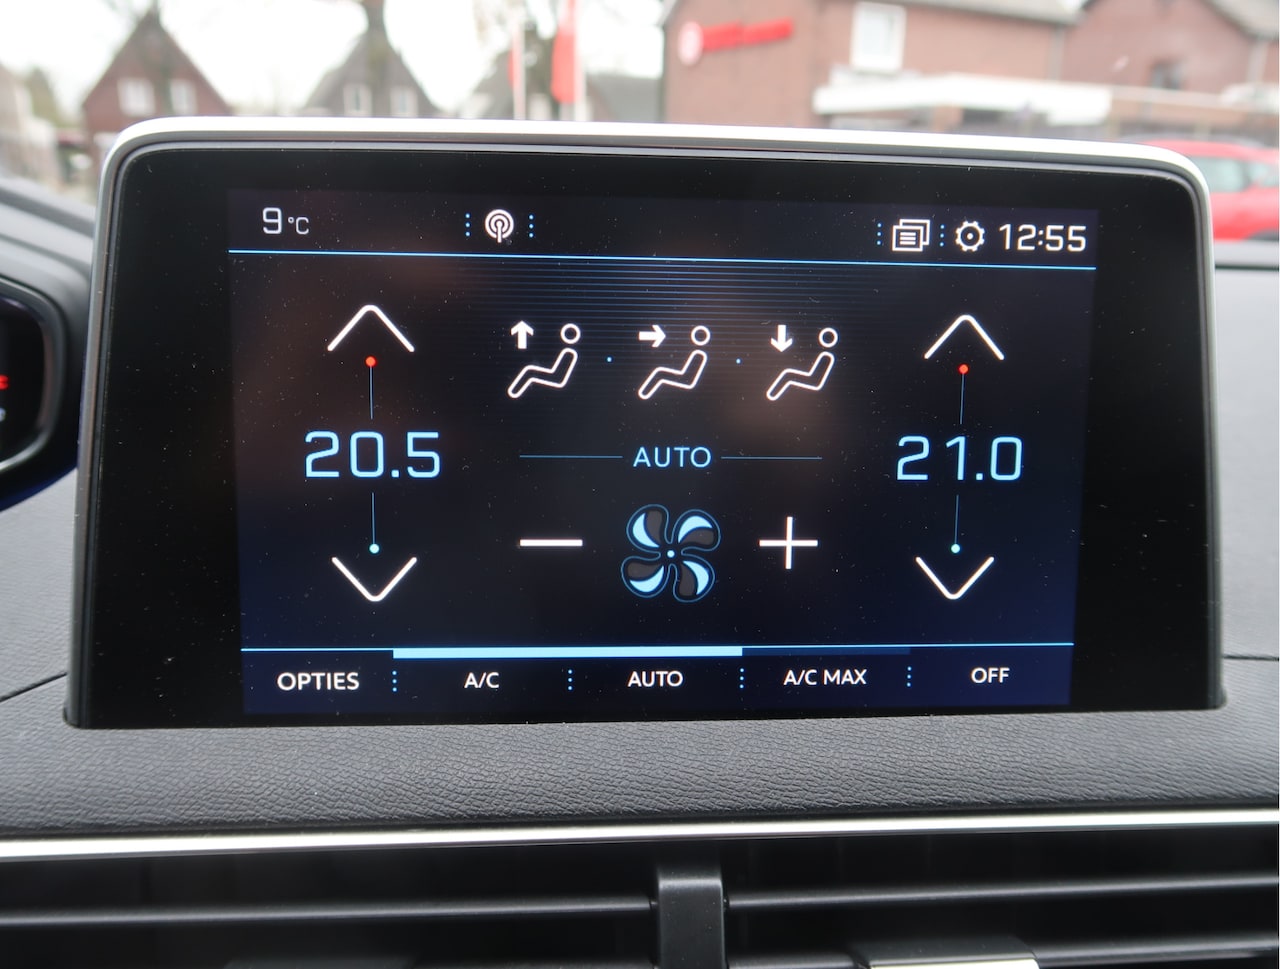 9°C 12:55
20.5 AUTO 21.0
OPTIES A/C AUTO A/C MAX OFF